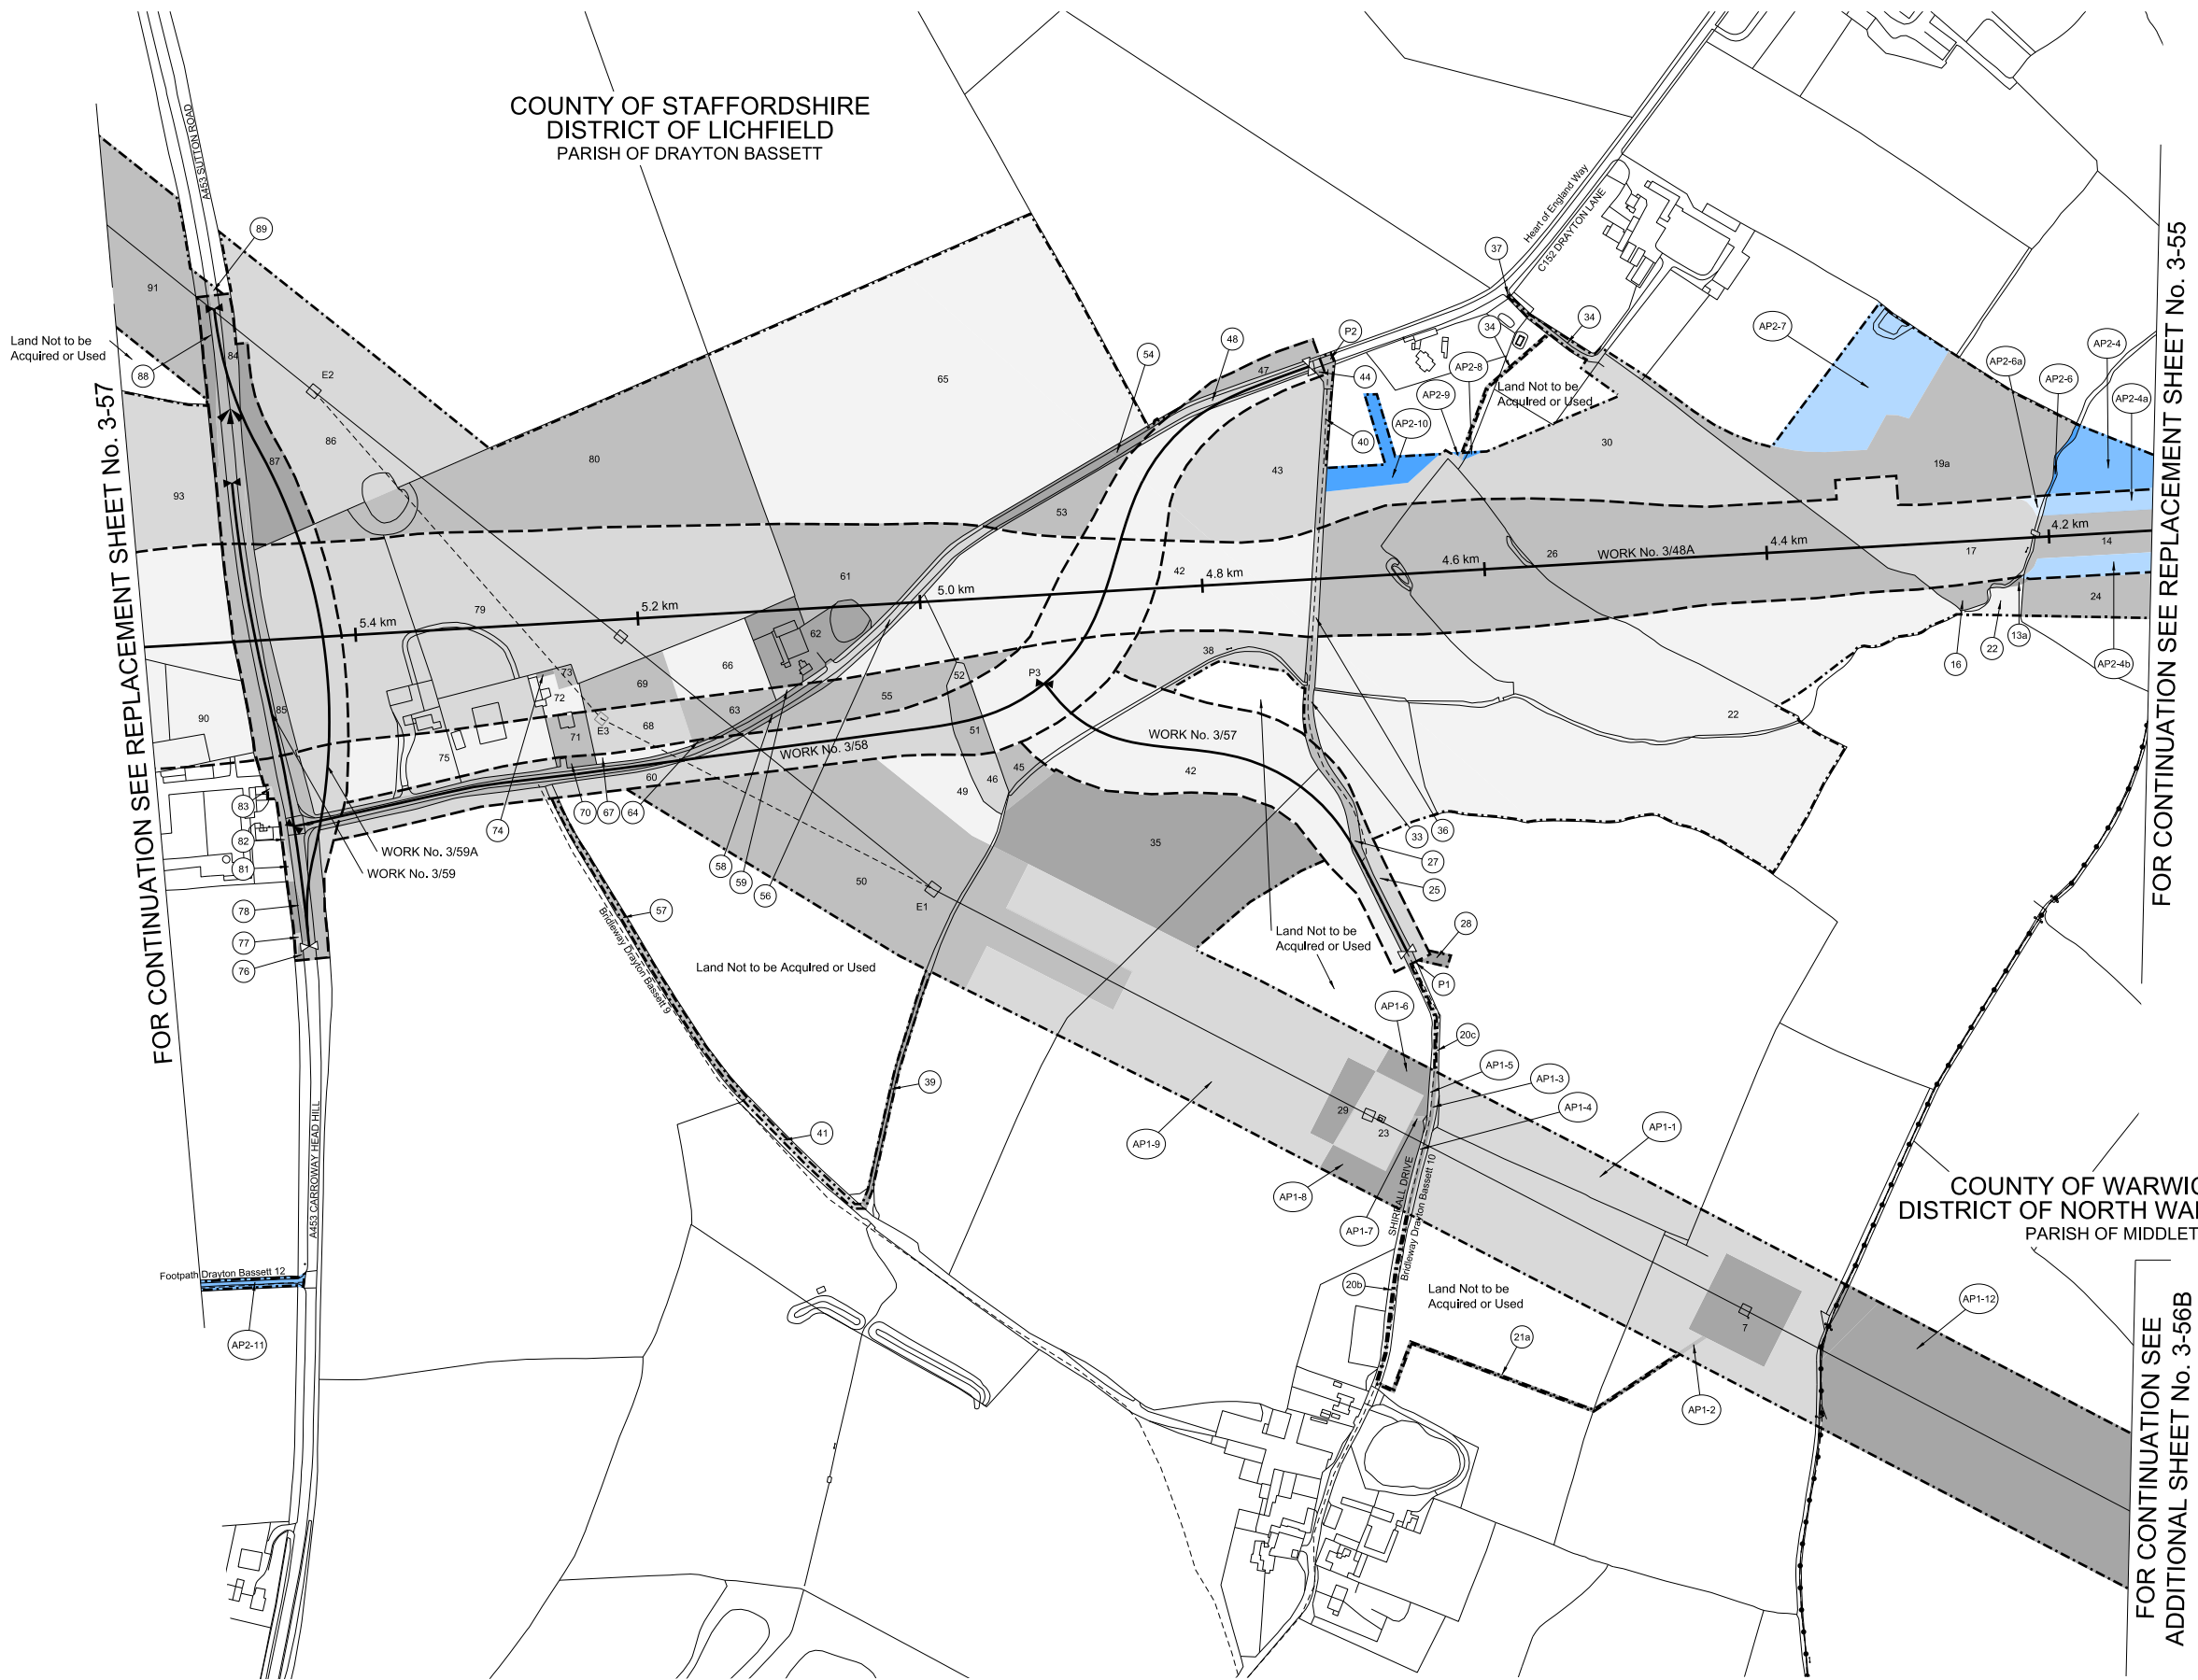 COUNTY OF STAFFORDSHIRE
DISTRICT OF LICHFIELD
PARISH OF DRAYTON BASSETT
A453 SUTTON ROAD
Heart of England Way
C152 DRAYTON LANE
FOR CONTINUATION SEE REPLACEMENT SHEET No. 3-55
FOR CONTINUATION SEE REPLACEMENT SHEET No. 3-57
Land Not to be
Acquired or Used
89
91
88
84
E2
86
87
93
80
65
54
48
47
P2
44
40
43
37
34
34
AP2-8
AP2-9
AP2-10
Land Not to be
Acquired or Used
AP2-7
AP2-6a
AP2-6
AP2-4
AP2-4a
30
19a
53
61
42
26
WORK No. 3/48A
17
14
24
4.2 km
4.4 km
4.6 km
4.8 km
5.0 km
5.2 km
5.4 km
16
22
13a
AP2-4b
79
62
66
69
73
72
71
E3
68
63
55
52
51
38
P3
22
90
85
75
WORK No. 3/58
WORK No. 3/57
60
46
45
49
42
83
82
81
78
77
76
74
70
67
64
58
59
56
33
36
27
25
28
P1
35
50
E1
WORK No. 3/59A
WORK No. 3/59
57
Bridleway Drayton Bassett 9
Land Not to be Acquired or Used
Land Not to be
Acquired or Used
AP1-6
20c
AP1-5
AP1-3
AP1-4
AP1-1
29
23
39
41
AP1-9
AP1-8
AP1-7
SHIRRALL DRIVE
Bridleway Drayton Bassett 10
A453 CARROWAY HEAD HILL
COUNTY OF WARWIC
DISTRICT OF NORTH WA
PARISH OF MIDDLET
Footpath Drayton Bassett 12
AP2-11
20b
Land Not to be
Acquired or Used
21a
7
AP1-12
AP1-2
FOR CONTINUATION SEE
ADDITIONAL SHEET No. 3-56B